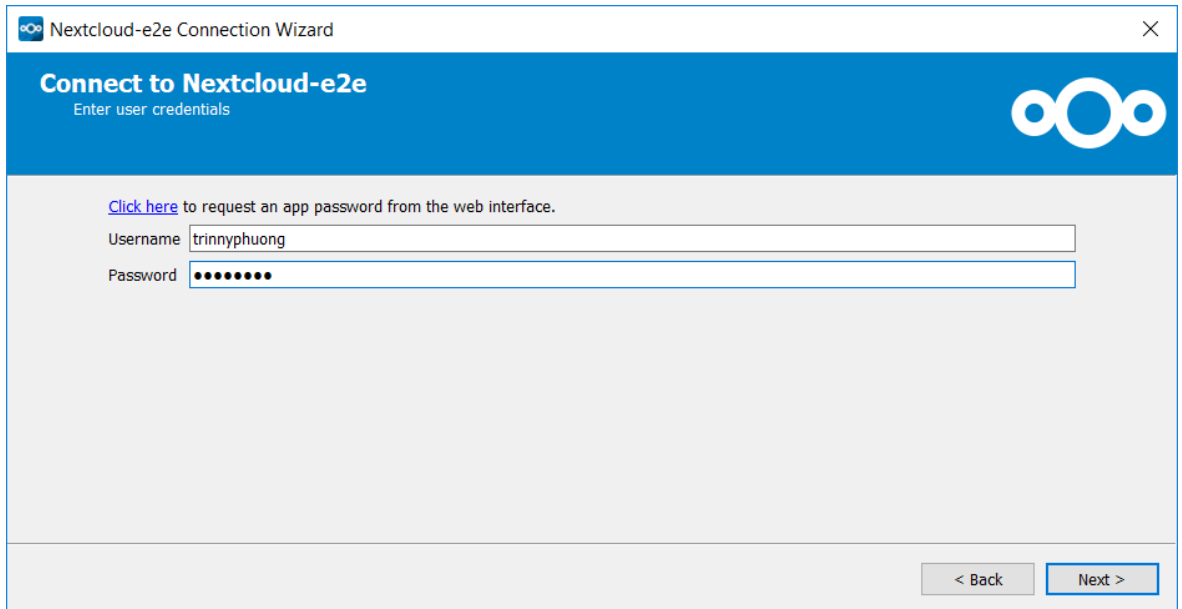 Nextcloud-e2e Connection Wizard
Connect to Nextcloud-e2e
Enter user credentials
Click here to request an app password from the web interface.
Username trinnyphuong
Password ●●●●●●●●
< Back Next >